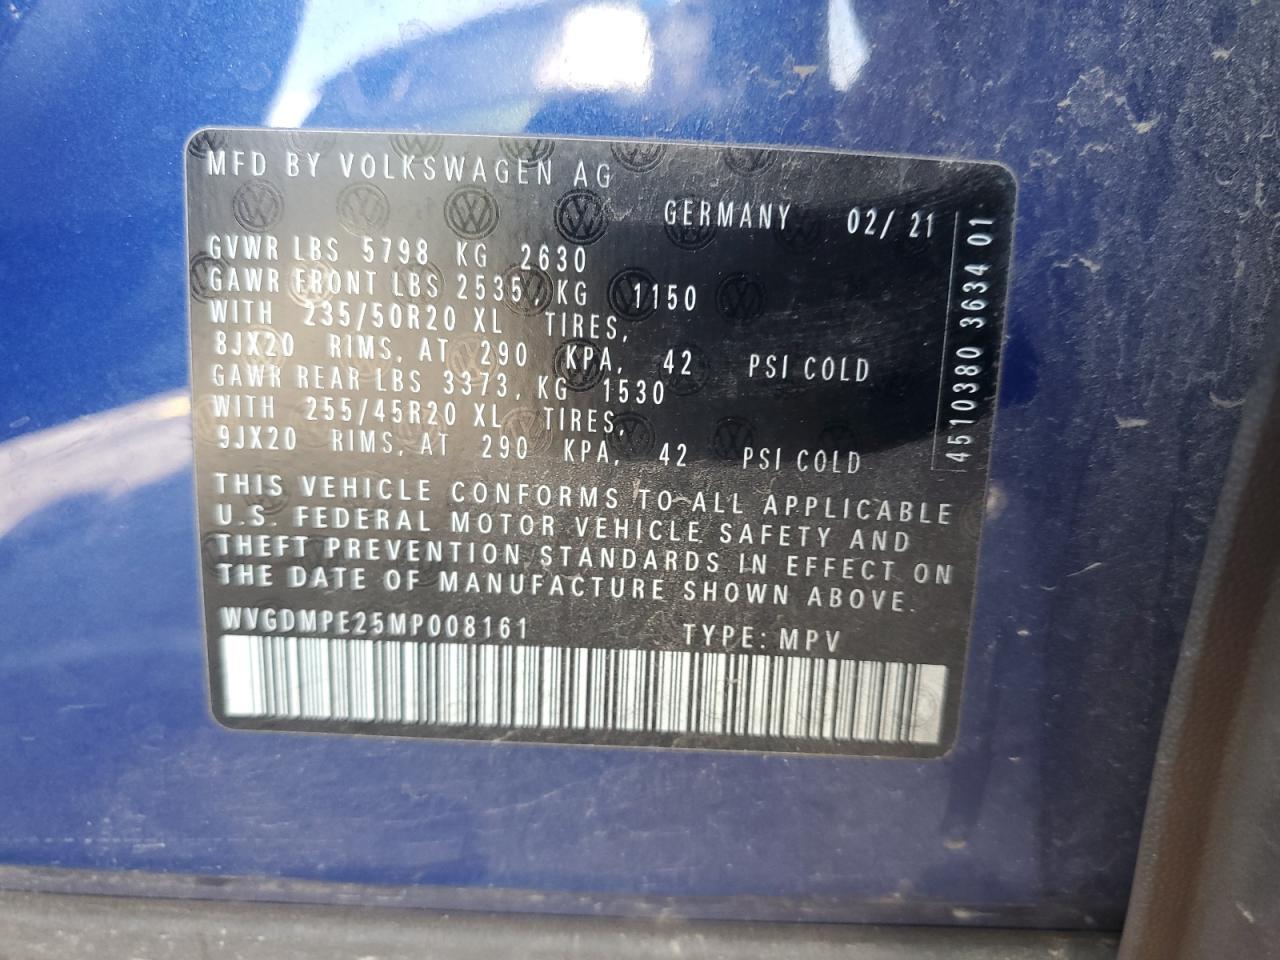 MFD BY VOLKSWAGEN AG
GERMANY 02/21
GVWR LBS 5798 KG 2630
GAWR FRONT LBS 2535, KG 1150
WITH 235/50R20 XL TIRES,
8JX20 RIMS, AT 290 KPA, 42 PSI COLD
GAWR REAR LBS 3373, KG 1530
WITH 255/45R20 XL TIRES,
9JX20 RIMS, AT 290 KPA, 42 PSI COLD
THIS VEHICLE CONFORMS TO ALL APPLICABLE
U.S. FEDERAL MOTOR VEHICLE SAFETY AND
THEFT PREVENTION STANDARDS IN EFFECT ON
THE DATE OF MANUFACTURE SHOWN ABOVE.
WVGDMPE25MP008161 TYPE: MPV
4510380 3634 01